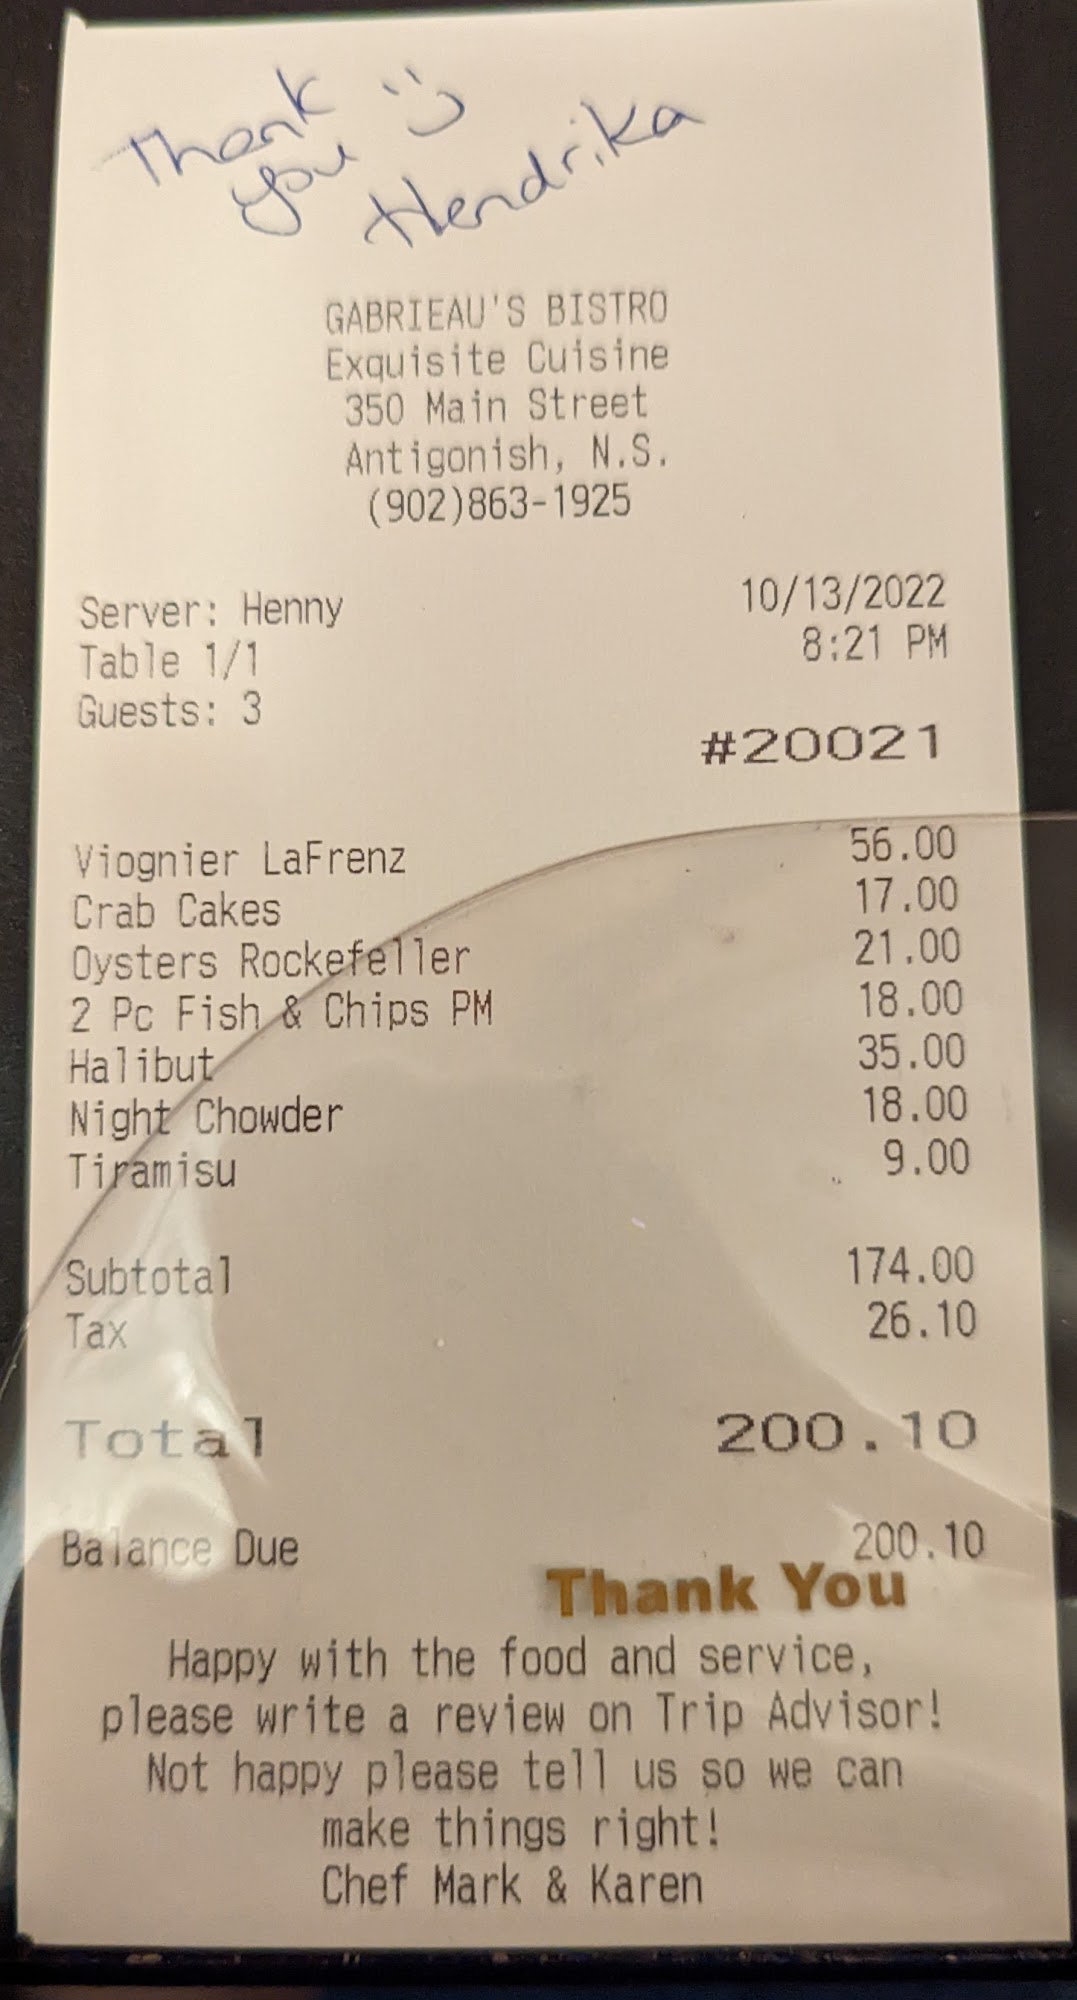 Thank
you :)
Hendrika
GABRIEAU'S BISTRO
Exquisite Cuisine
350 Main Street
Antigonish, N.S.
(902)863-1925
Server: Henny 10/13/2022
Table 1/1 8:21 PM
Guests: 3
#20021
Viognier LaFrenz 56.00
Crab Cakes 17.00
Oysters Rockefeller 21.00
2 Pc Fish & Chips PM 18.00
Halibut 35.00
Night Chowder 18.00
Tiramisu 9.00
Subtotal 174.00
Tax 26.10
Total 200.10
Balance Due 200.10
Thank You
Happy with the food and service,
please write a review on Trip Advisor!
Not happy please tell us so we can
make things right!
Chef Mark & Karen